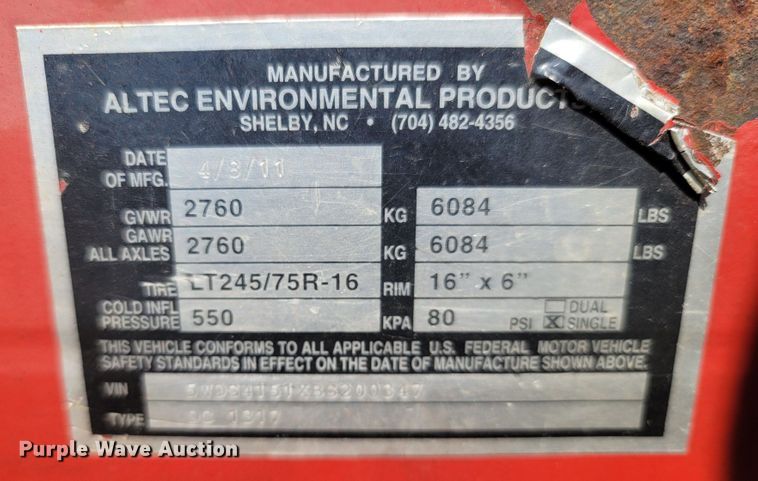 MANUFACTURED BY
ALTEC ENVIRONMENTAL PRODUCTS
SHELBY, NC • (704) 482-4356
DATE OF MFG. 4/8/11
GVWR 2760 KG 6084 LBS
GAWR ALL AXLES 2760 KG 6084 LBS
TIRE LT245/75R-16 RIM 16" x 6"
COLD INFL PRESSURE 550 KPA 80 PSI DUAL X SINGLE
THIS VEHICLE CONFORMS TO ALL APPLICABLE U.S. FEDERAL MOTOR VEHICLE
SAFETY STANDARDS IN EFFECT ON THE DATE OF MANUFACTURE SHOWN ABOVE.
VIN
TYPE
Purple Wave Auction